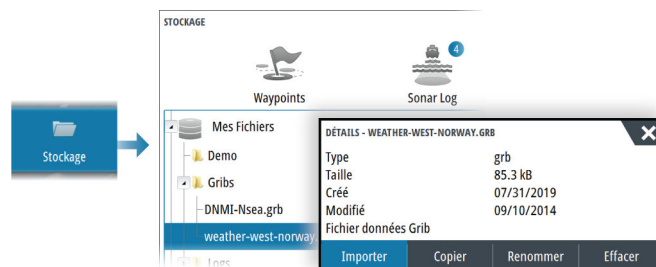 STOCKAGE
4
Waypoints
Sonar Log
Stockage
Mes Fichiers
Demo
Gribs
DNMI-Nsea.grb
weather-west-norway.
Logs
DÉTAILS - WEATHER-WEST-NORWAY.GRB
Type grb
Taille 85.3 kB
Créé 07/31/2019
Modifié 09/10/2014
Fichier données Grib
Importer Copier Renommer Effacer